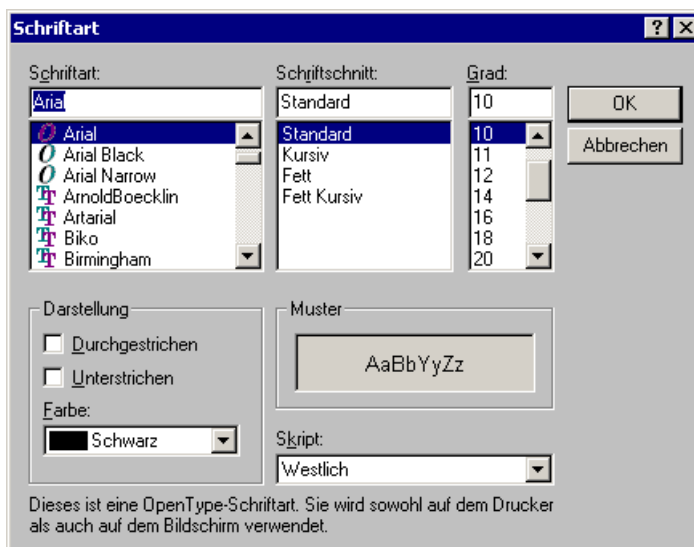 Schriftart
Schriftart:
Arial
Arial
Arial Black
Arial Narrow
ArnoldBoecklin
Artarial
Biko
Birmingham
Schriftschnitt:
Standard
Standard
Kursiv
Fett
Fett Kursiv
Grad:
10
10
11
12
14
16
18
20
OK
Abbrechen
Darstellung
Durchgestrichen
Unterstrichen
Farbe:
Schwarz
Muster
AaBbYyZz
Skript:
Westlich
Dieses ist eine OpenType-Schriftart. Sie wird sowohl auf dem Drucker
als auch auf dem Bildschirm verwendet.